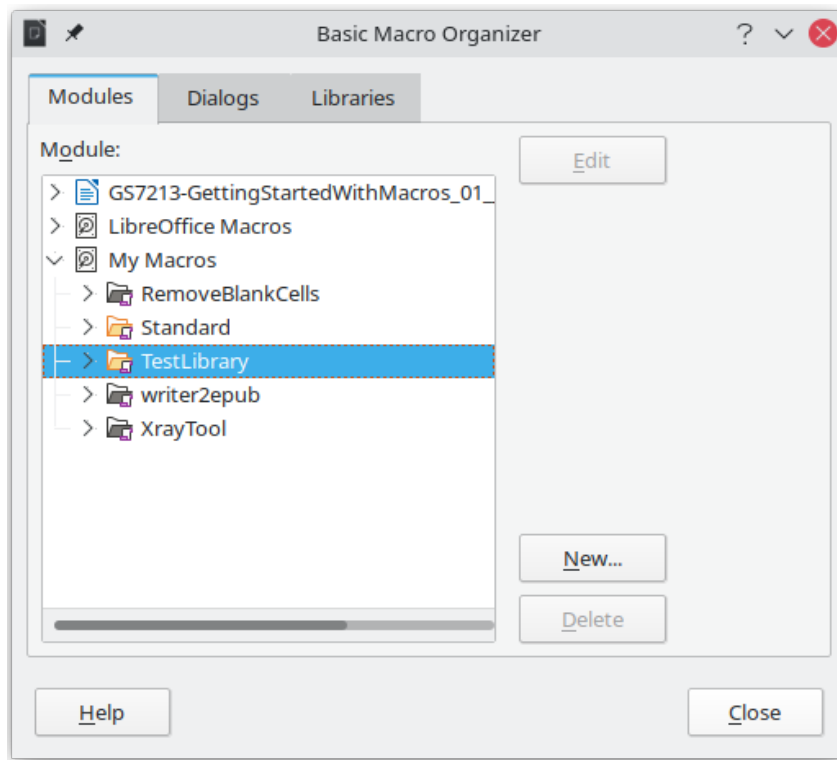 Basic Macro Organizer
Modules Dialogs Libraries
Module:
Edit
GS7213-GettingStartedWithMacros_01_
LibreOffice Macros
My Macros
RemoveBlankCells
Standard
TestLibrary
writer2epub
XrayTool
New...
Delete
Help Close